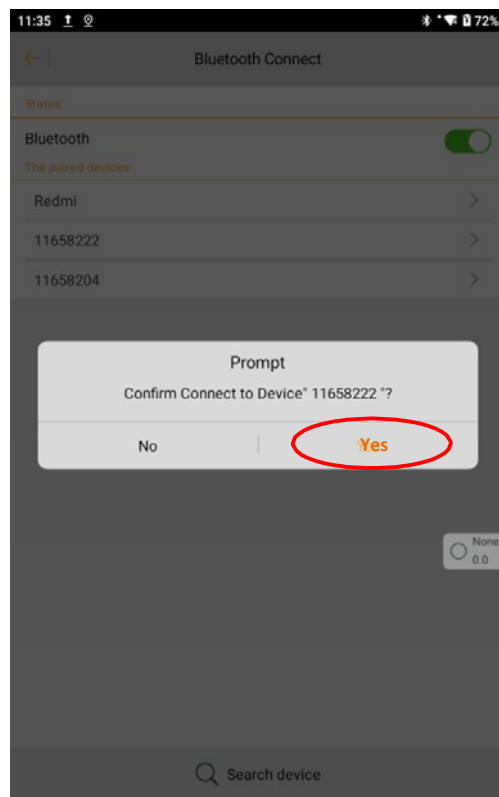 11:35 72%
Bluetooth Connect
Status:
Bluetooth
The paired devices
Redmi
11658222
11658204
Prompt
Confirm Connect to Device" 11658222 "?
No Yes
None
0.0
Search device